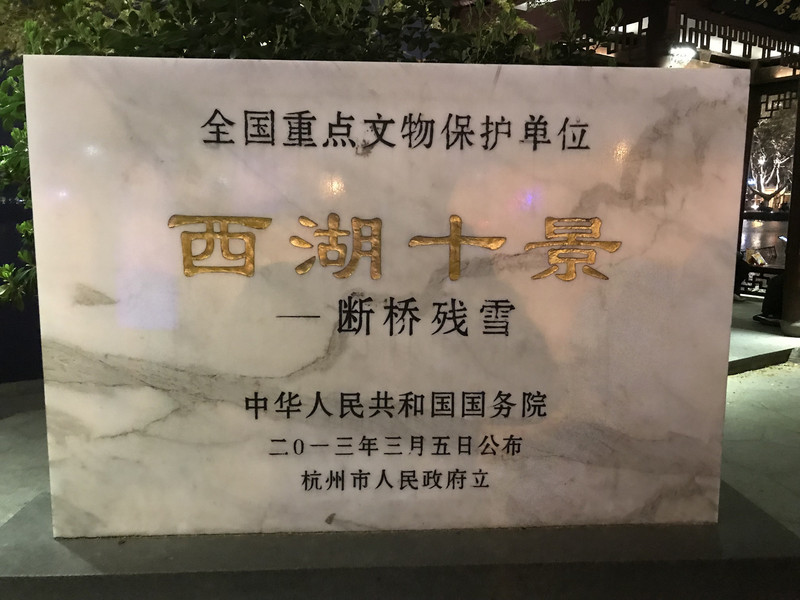 全国重点文物保护单位
西湖十景
—断桥残雪
中华人民共和国国务院
二0一三年三月五日公布
杭州市人民政府立